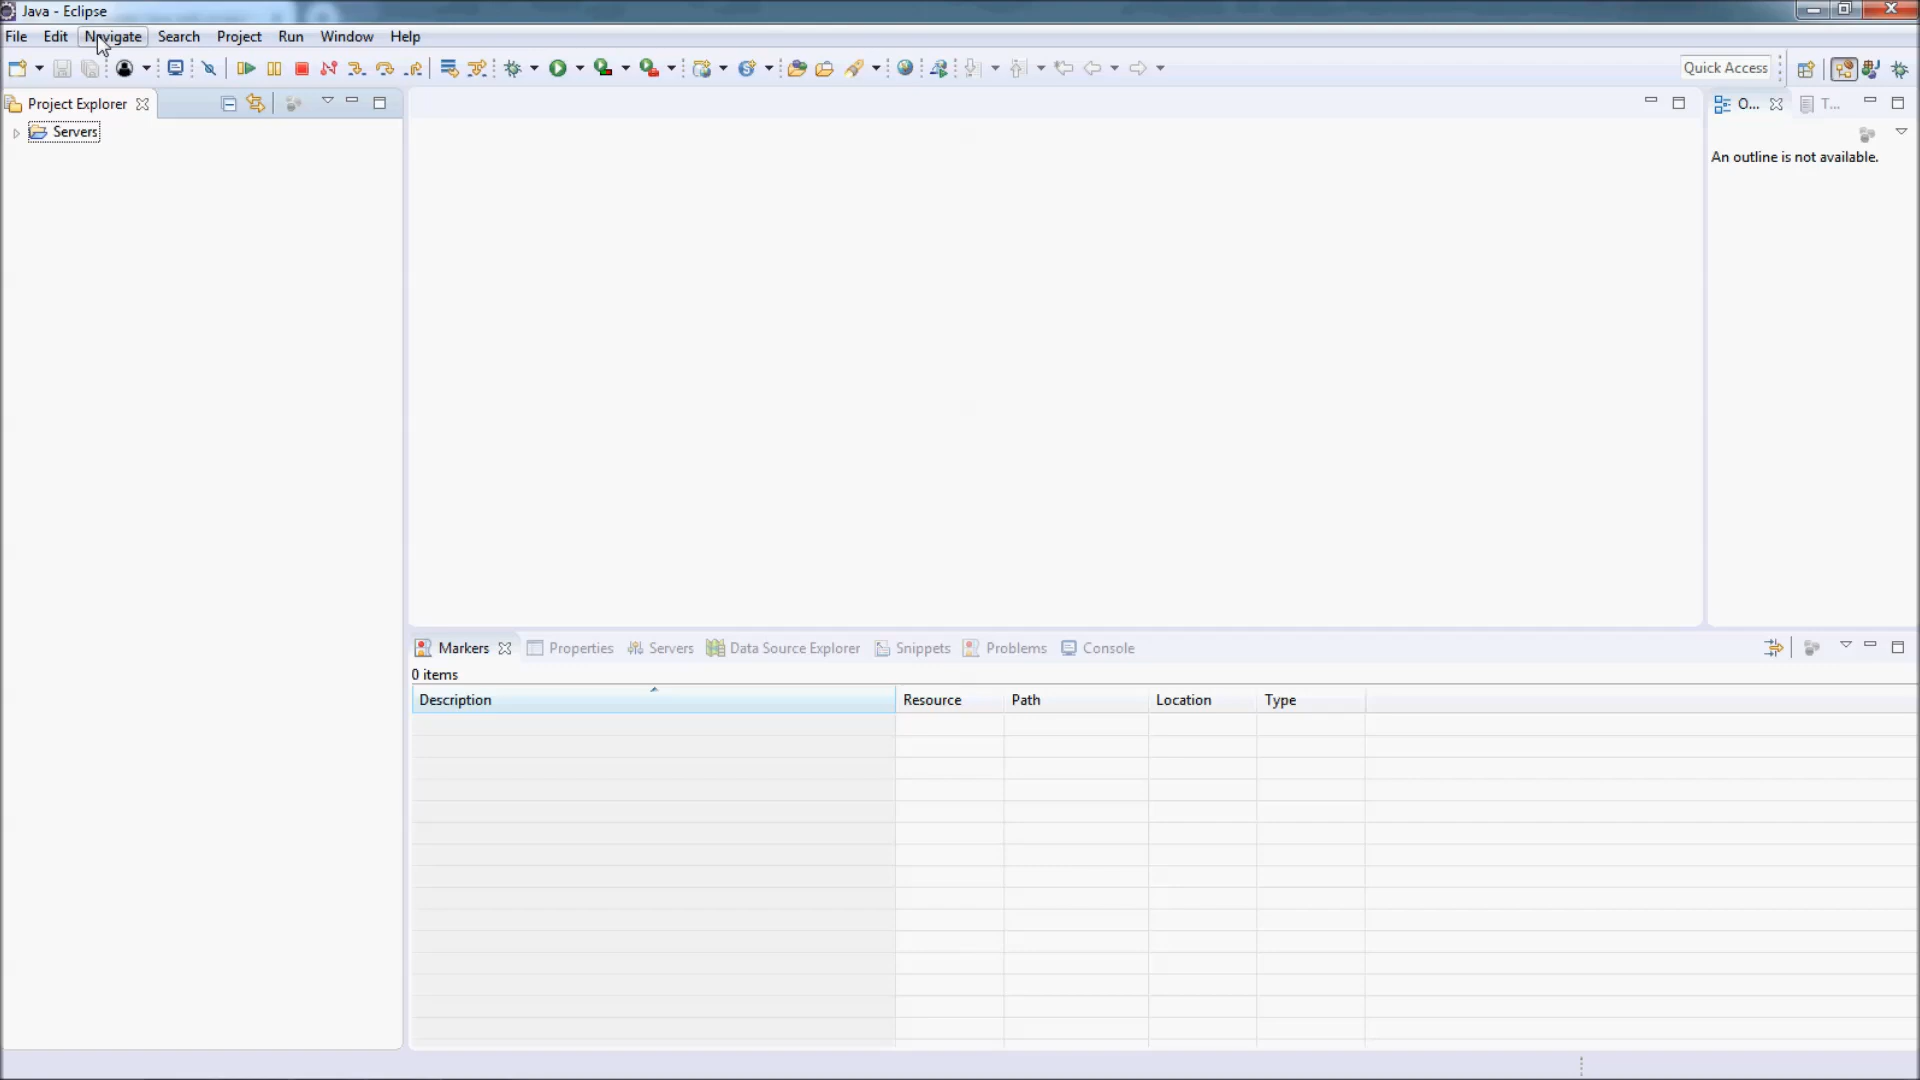 Java - Eclipse
File Edit Navigate Search Project Run Window Help
Quick Access
Project Explorer
Servers
O... T...
An outline is not available.
Markers Properties Servers Data Source Explorer Snippets Problems Console
0 items
Description Resource Path Location Type